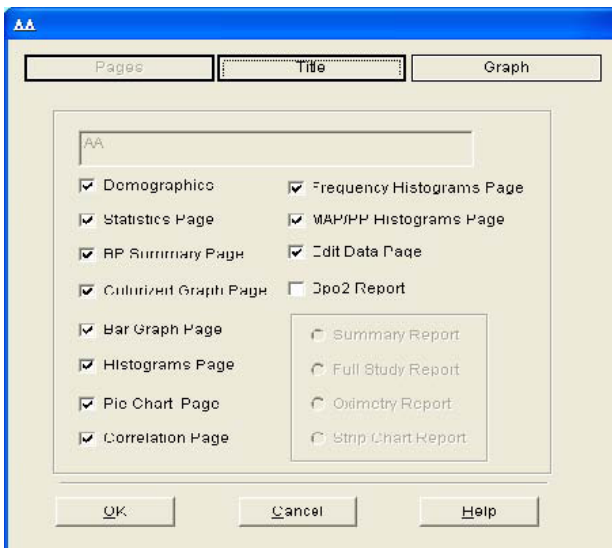 AA
Pages
Title
Graph
AA
Demographics
Statistics Page
BP Summary Page
Colorized Graph Page
Bar Graph Page
Histograms Page
Pie Chart Page
Correlation Page
Frequency Histograms Page
MAP/PP Histograms Page
Edit Data Page
Spo2 Report
Summary Report
Full Study Report
Oximetry Report
Strip Chart Report
OK
Cancel
Help